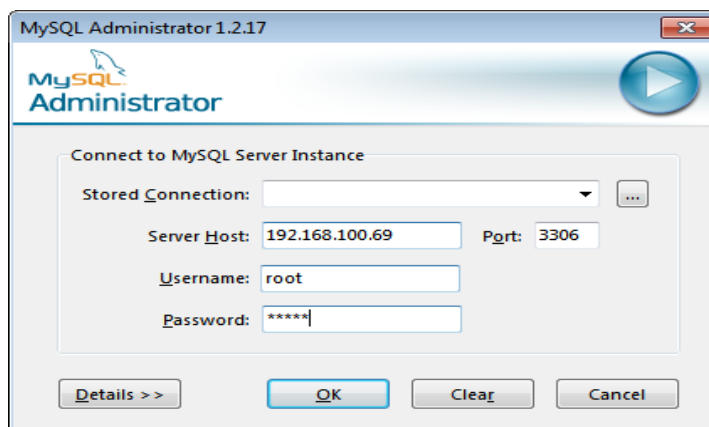 MySQL Administrator 1.2.17
MySQL
Administrator
Connect to MySQL Server Instance
Stored Connection: ...
Server Host: 192.168.100.69 Port: 3306
Username: root
Password: *****
Details >> OK Clear Cancel